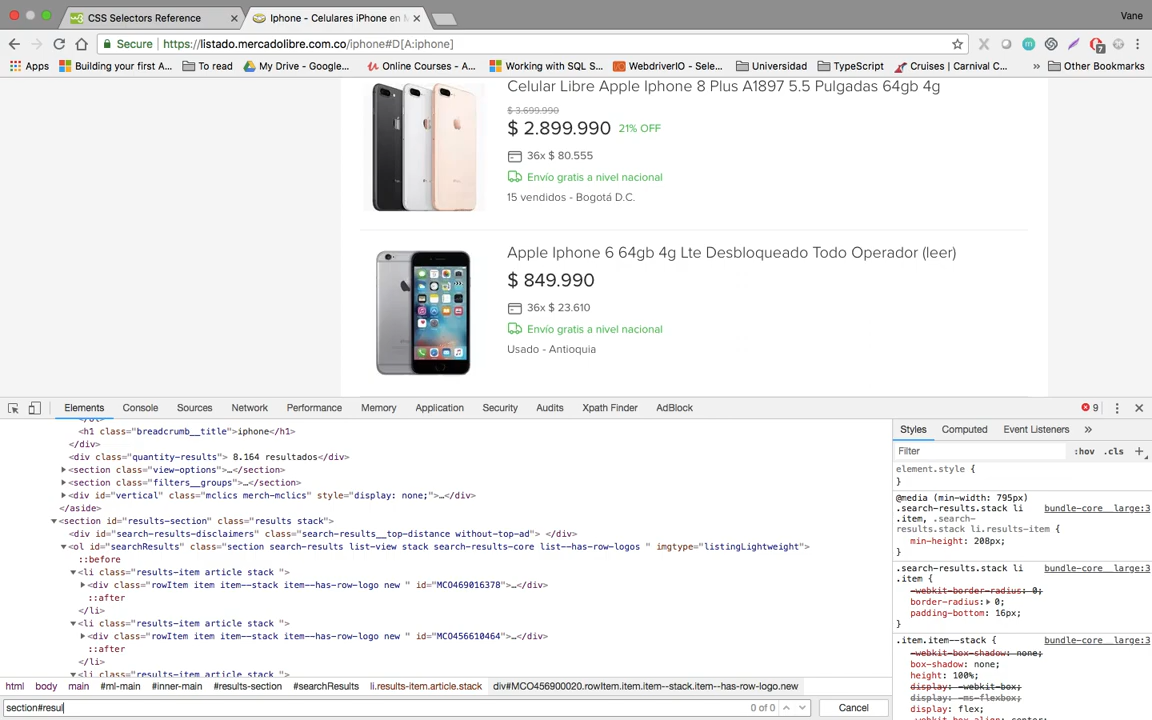 CSS Selectors Reference
Iphone - Celulares iPhone en M
Vane
Secure | https://listado.mercadolibre.com.co/iphone#D[A:iphone]
Apps
Building your first A...
To read
My Drive - Google...
Online Courses - A...
Working with SQL S...
WebdriverIO - Sele...
Universidad
TypeScript
Cruises | Carnival C...
»
Other Bookmarks
Celular Libre Apple Iphone 8 Plus A1897 5.5 Pulgadas 64gb 4g
$ 3.699.990
$ 2.899.990 21% OFF
36x $ 80.555
Envío gratis a nivel nacional
15 vendidos - Bogotá D.C.
Apple Iphone 6 64gb 4g Lte Desbloqueado Todo Operador (leer)
$ 849.990
36x $ 23.610
Envío gratis a nivel nacional
Usado - Antioquia
Elements Console Sources Network Performance Memory Application Security Audits Xpath Finder AdBlock 9
<h1 class="breadcrumb__title">iphone</h1>
</div>
<div class="quantity-results"> 8.164 resultados</div>
<section class="view-options">…</section>
<section class="filters__groups">…</section>
<div id="vertical" class="mclics merch-mclics" style="display: none;">…</div>
</aside>
<section id="results-section" class="results stack">
<div id="search-results-disclaimers" class="search-results__top-distance without-top-ad"> </div>
<ol id="searchResults" class="section search-results list-view stack search-results-core list--has-row-logos " imgtype="listingLightweight">
::before
<li class="results-item article stack ">
<div class="rowItem item item--stack item--has-row-logo new " id="MCO469016378">…</div>
::after
</li>
<li class="results-item article stack ">
<div class="rowItem item item--stack item--has-row-logo new " id="MCO456610464">…</div>
::after
</li>
<li class="results-item article stack ">
html body main #ml-main #inner-main #results-section #searchResults li.results-item.article.stack div#MCO456900020.rowItem.item.item--stack.item--has-row-logo.new
section#resul
0 of 0
Cancel
Styles Computed Event Listeners »
Filter :hov .cls +
element.style {
}
@media (min-width: 795px)
.search-results.stack li bundle-core__large:3
.item, .search-
results.stack li.results-item {
min-height: 208px;
}
.search-results.stack li bundle-core__large:3
.item {
-webkit-border-radius: 0;
border-radius: 0;
padding-bottom: 16px;
}
.item.item--stack { bundle-core__large:3
-webkit-box-shadow: none;
box-shadow: none;
height: 100%;
display: -webkit-box;
display: -ms-flexbox;
display: flex;